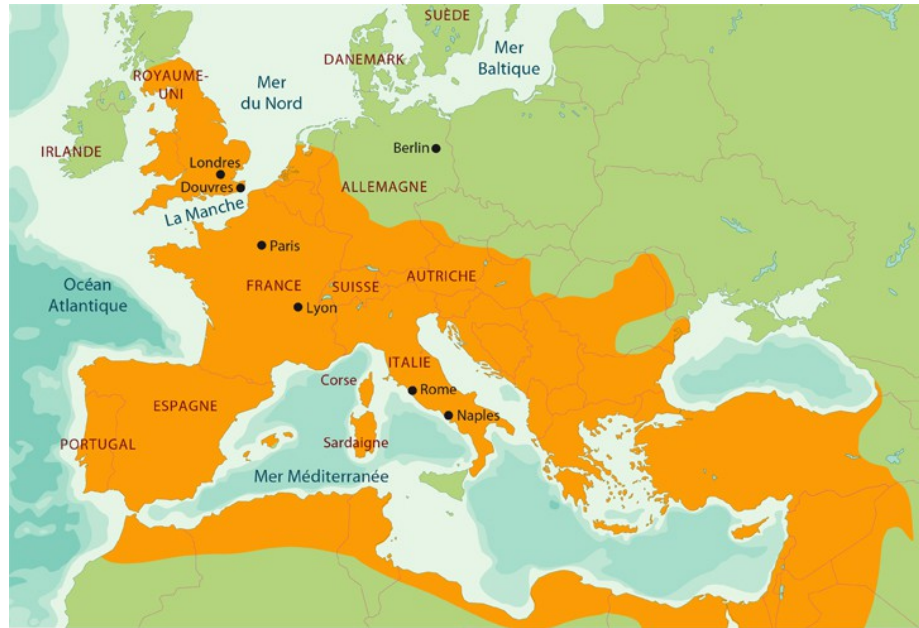 SUÈDE
DANEMARK
Mer
Baltique
ROYAUME-
UNI
Mer
du Nord
IRLANDE
Berlin
Londres
Douvres
ALLEMAGNE
La Manche
Paris
Océan
Atlantique
FRANCE
SUISSE
AUTRICHE
Lyon
ITALIE
Corse
Rome
ESPAGNE
Naples
PORTUGAL
Sardaigne
Mer Méditerranée